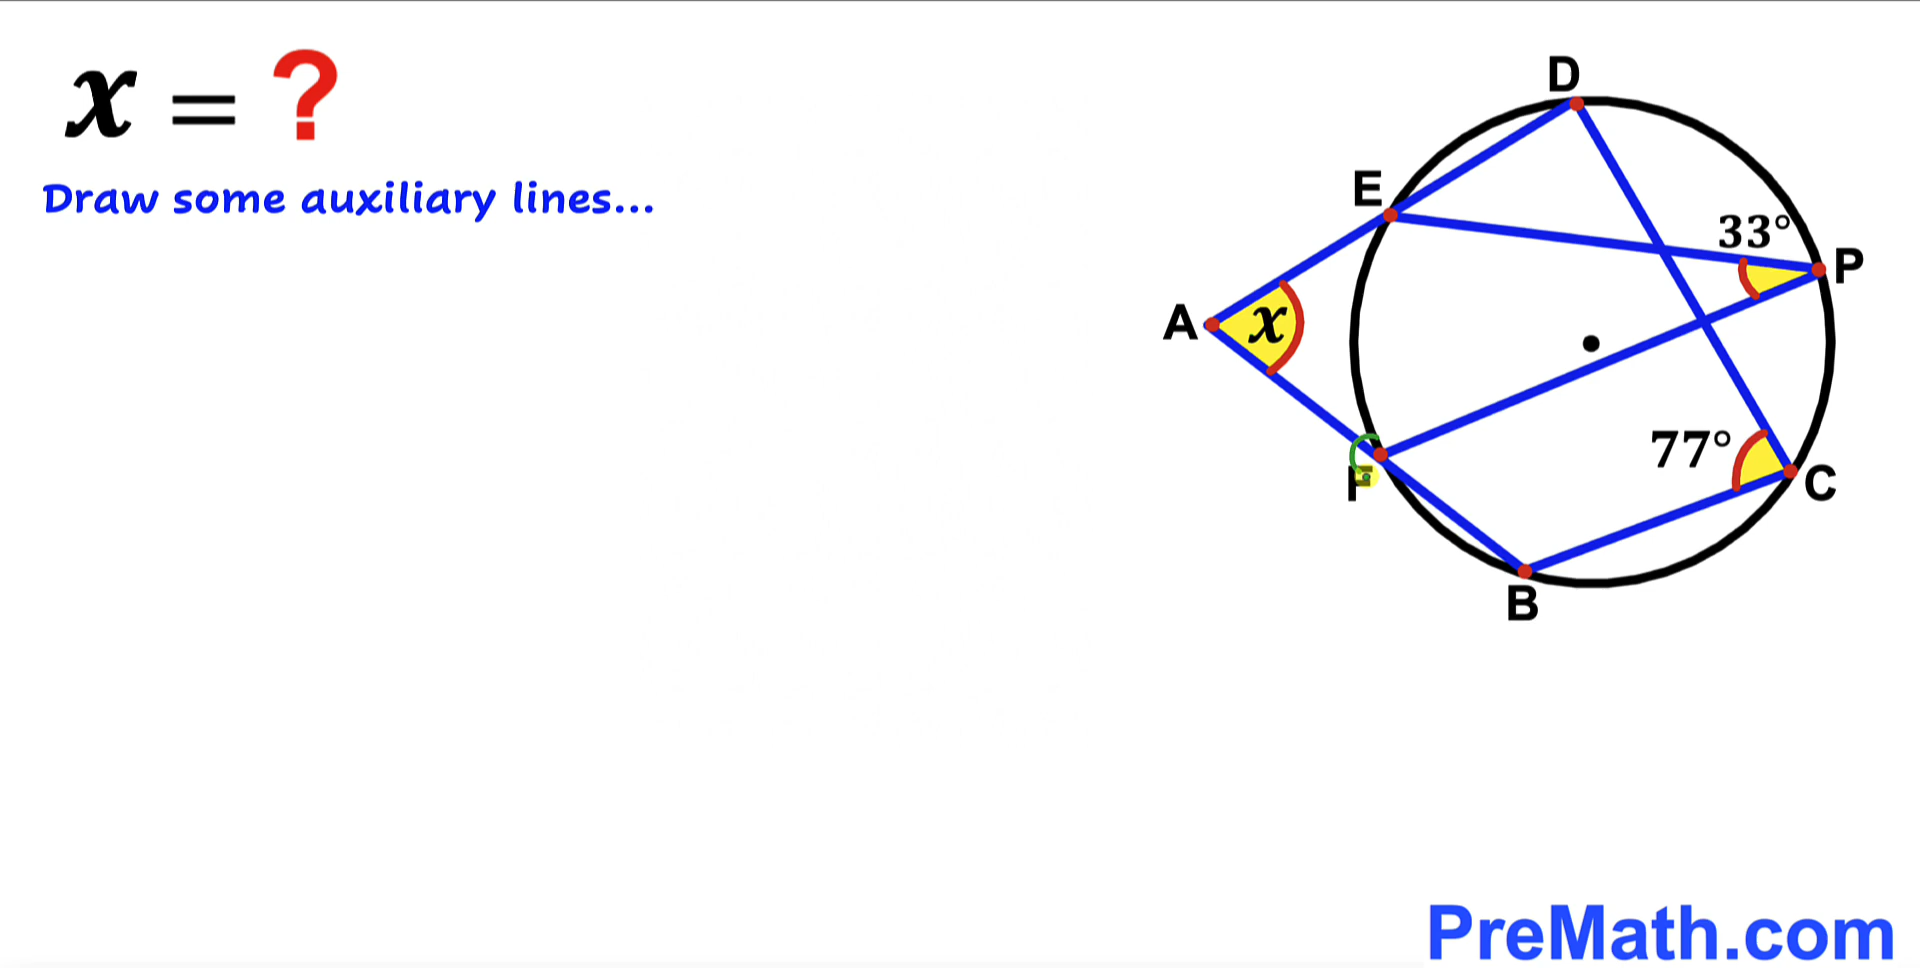 x = ?
Draw some auxiliary lines...
D
E
33°
P
A
x
77°
F
C
B
PreMath.com